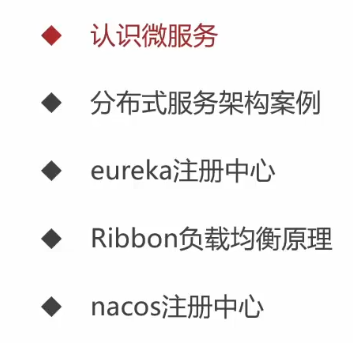 认识微服务
分布式服务架构案例
eureka注册中心
Ribbon负载均衡原理
nacos注册中心